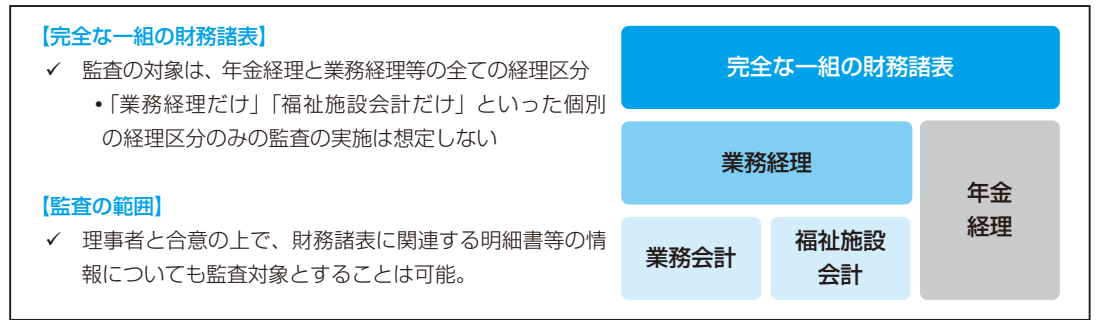 【完全な一組の財務諸表】
✓ 監査の対象は、年金経理と業務経理等の全ての経理区分
•「業務経理だけ」「福祉施設会計だけ」といった個別
の経理区分のみの監査の実施は想定しない
【監査の範囲】
✓ 理事者と合意の上で、財務諸表に関連する明細書等の情
報についても監査対象とすることは可能。
完全な一組の財務諸表
業務経理
年金
経理
業務会計
福祉施設
会計